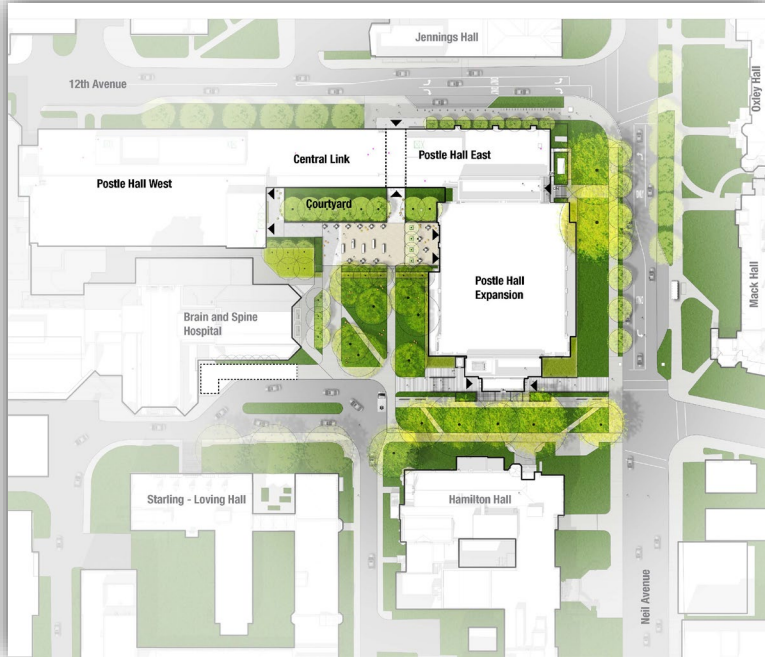 Jennings Hall
12th Avenue
Oxley Hall
Central Link
Postle Hall East
Postle Hall West
Courtyard
Mack Hall
Postle Hall
Expansion
Brain and Spine
Hospital
Starling - Loving Hall
Hamilton Hall
Neil Avenue